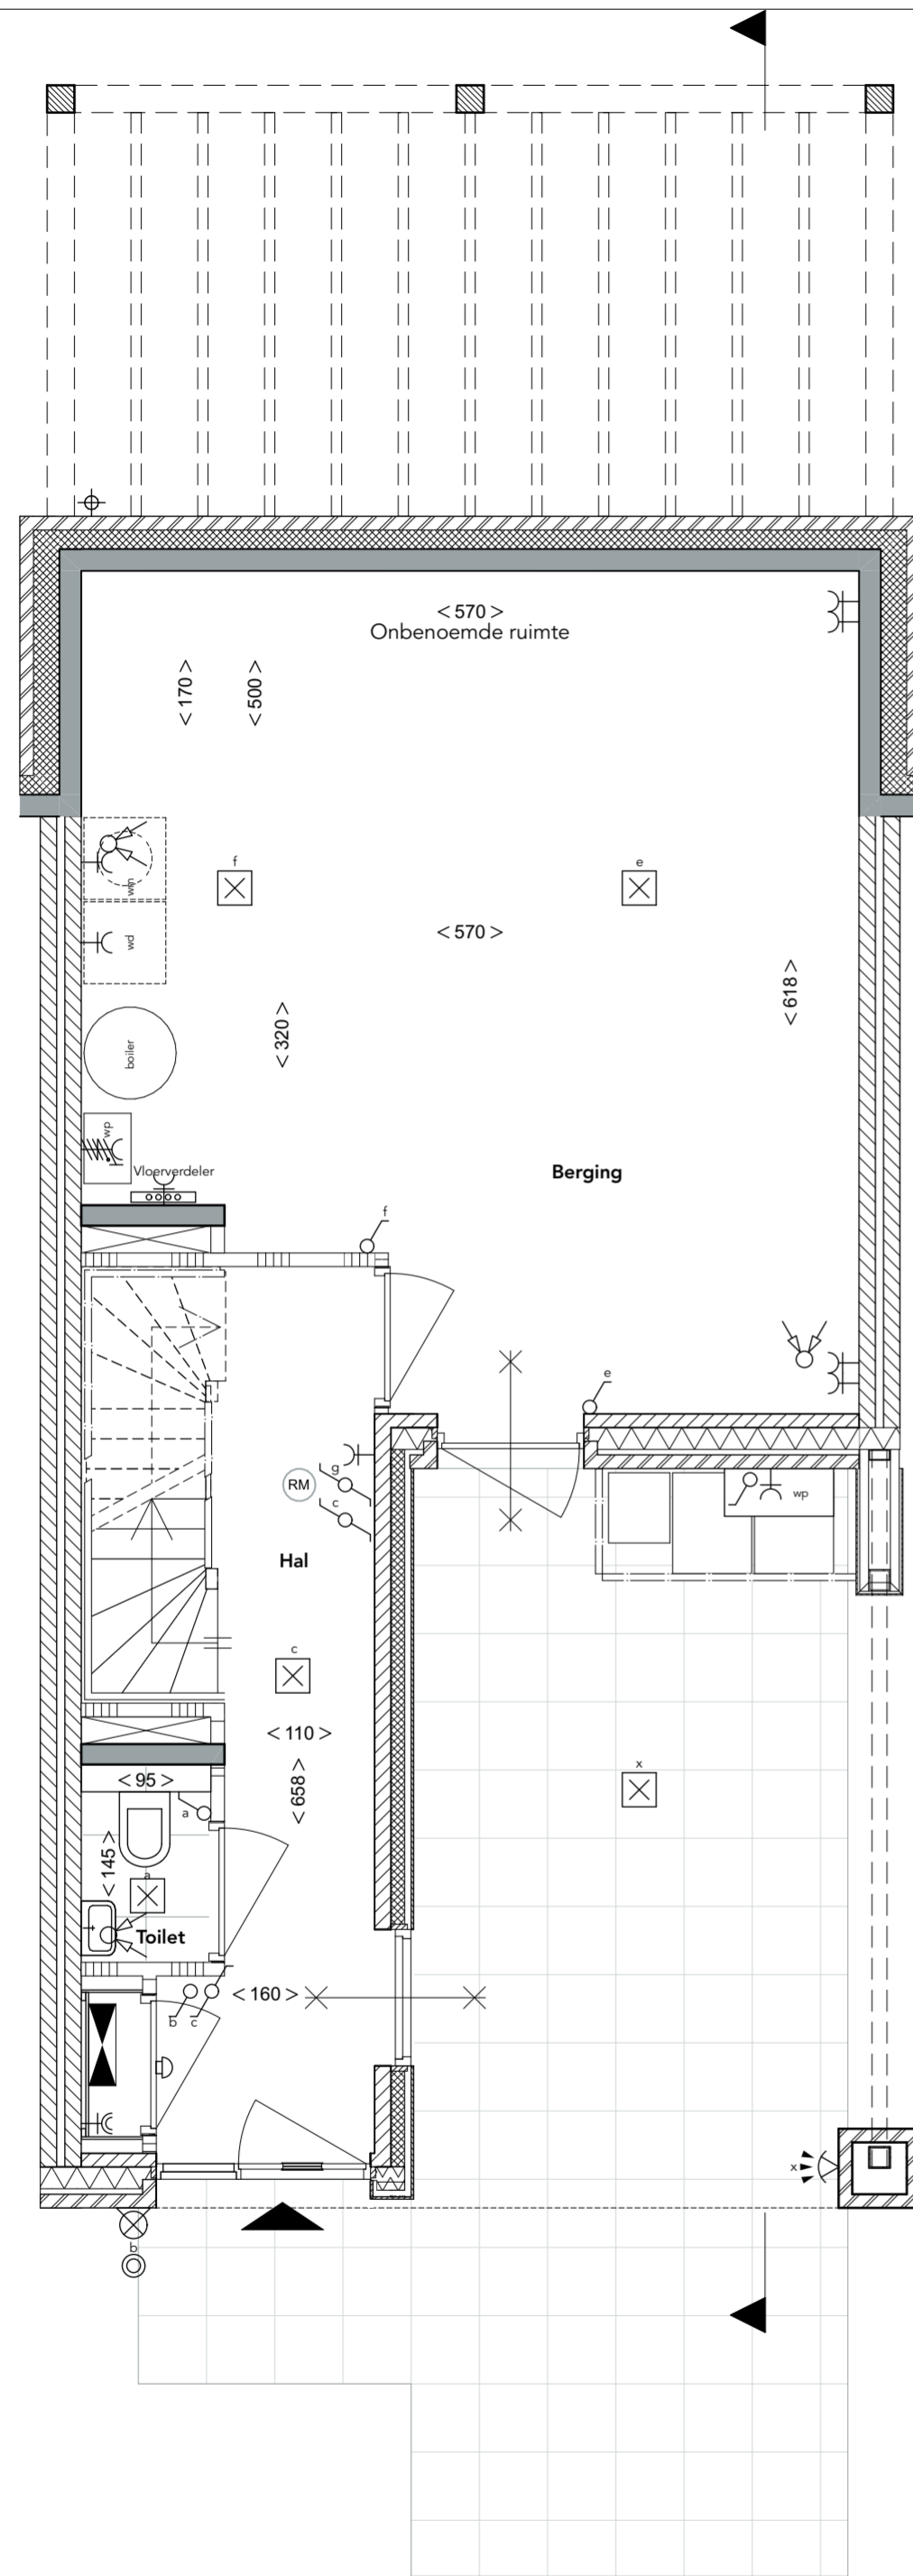 < 570 >
Onbenoemde ruimte
< 170 >
< 500 >
f
e
wm
< 570 >
wd
< 618 >
< 320 >
boiler
wp
Vloerverdeler
Berging
f
e
g
RM
c
wp
Hal
c
< 110 >
x
< 95 >
< 658 >
a
< 145 >
a
Toilet
< 160 >
b
c
x
b